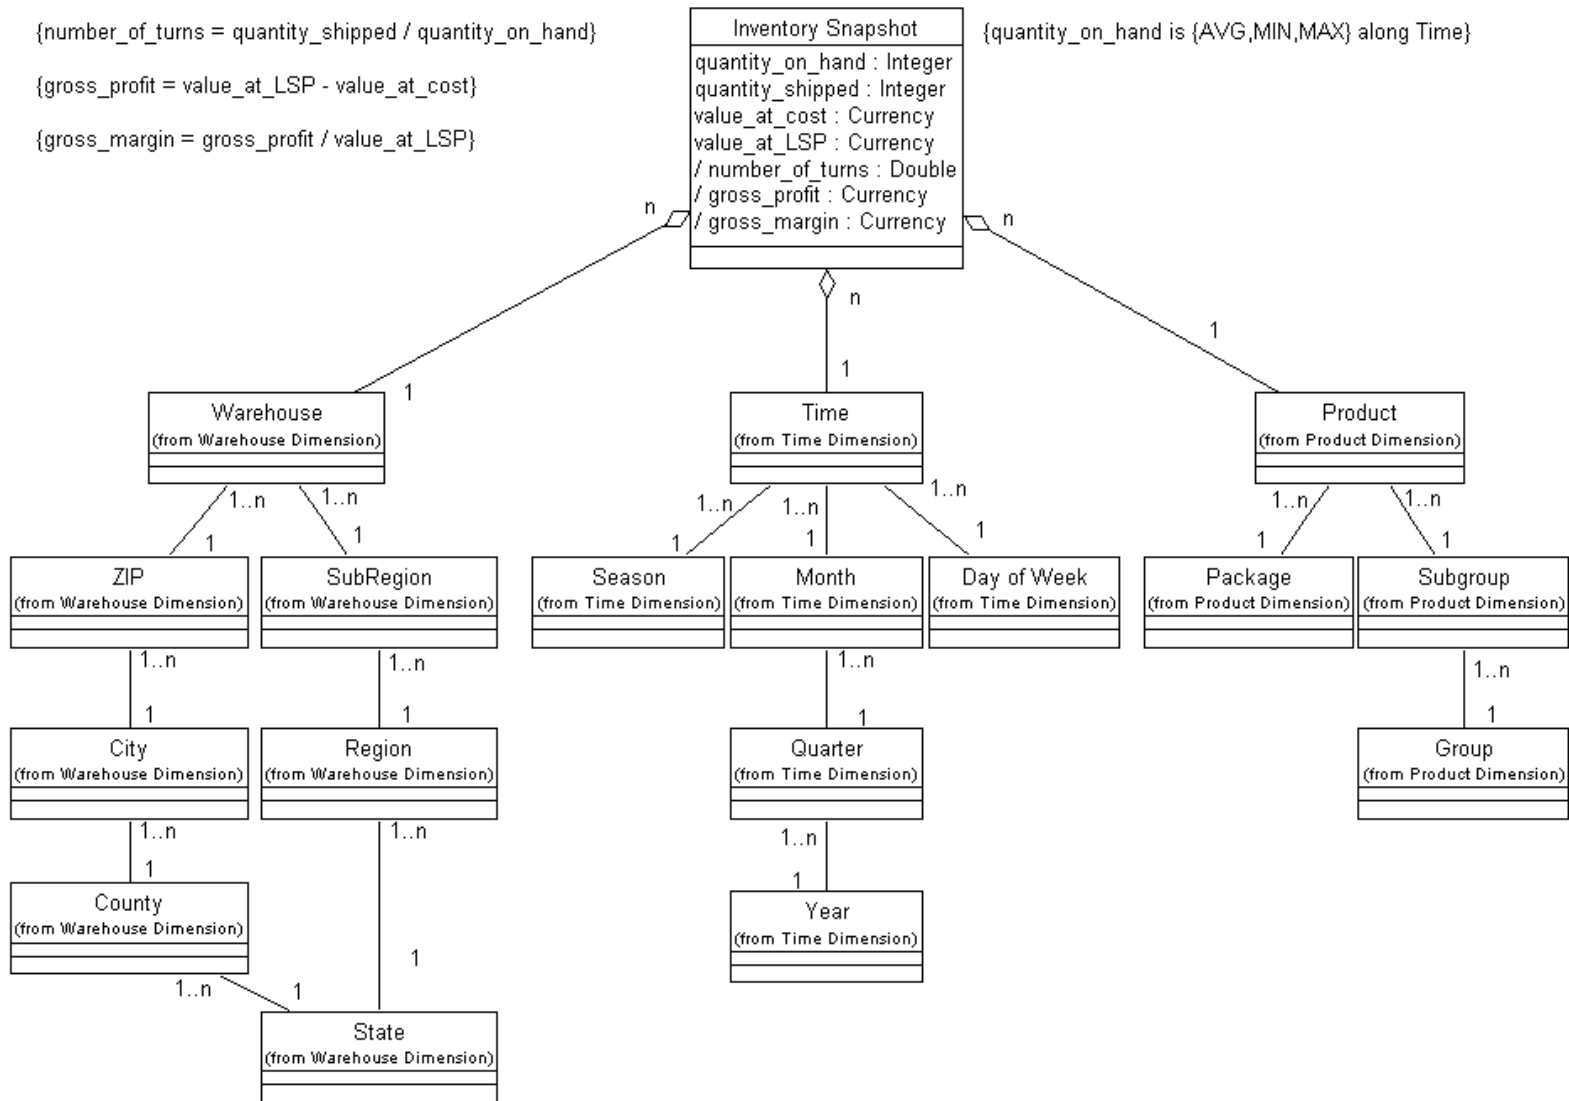 {number_of_turns = quantity_shipped / quantity_on_hand}
{gross_profit = value_at_LSP - value_at_cost}
{gross_margin = gross_profit / value_at_LSP}
Inventory Snapshot
quantity_on_hand : Integer
quantity_shipped : Integer
value_at_cost : Currency
value_at_LSP : Currency
/ number_of_turns : Double
/ gross_profit : Currency
/ gross_margin : Currency
{quantity_on_hand is {AVG,MIN,MAX} along Time}
n
n
n
1
1
1
Warehouse
(from Warehouse Dimension)
Time
(from Time Dimension)
Product
(from Product Dimension)
1..n
1..n
1..n
1..n
1..n
1..n
1..n
1
1
1
1
1
1
1
ZIP
(from Warehouse Dimension)
SubRegion
(from Warehouse Dimension)
Season
(from Time Dimension)
Month
(from Time Dimension)
Day of Week
(from Time Dimension)
Package
(from Product Dimension)
Subgroup
(from Product Dimension)
1..n
1..n
1..n
1..n
1
1
1
1
City
(from Warehouse Dimension)
Region
(from Warehouse Dimension)
Quarter
(from Time Dimension)
Group
(from Product Dimension)
1..n
1..n
1..n
1
1
County
(from Warehouse Dimension)
Year
(from Time Dimension)
1
1..n
1
State
(from Warehouse Dimension)